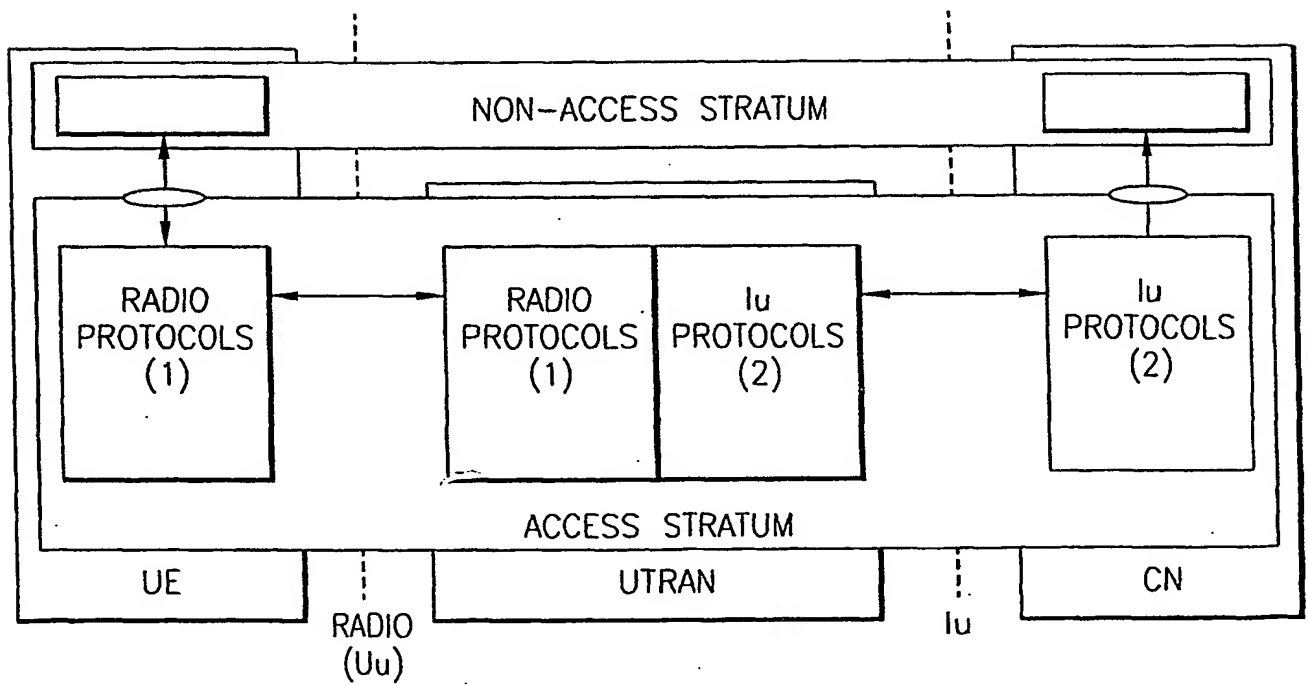 NON-ACCESS STRATUM
RADIO
PROTOCOLS
(1)
RADIO
PROTOCOLS
(1)
Iu
PROTOCOLS
(2)
Iu
PROTOCOLS
(2)
ACCESS STRATUM
UE
UTRAN
CN
RADIO
(Uu)
Iu